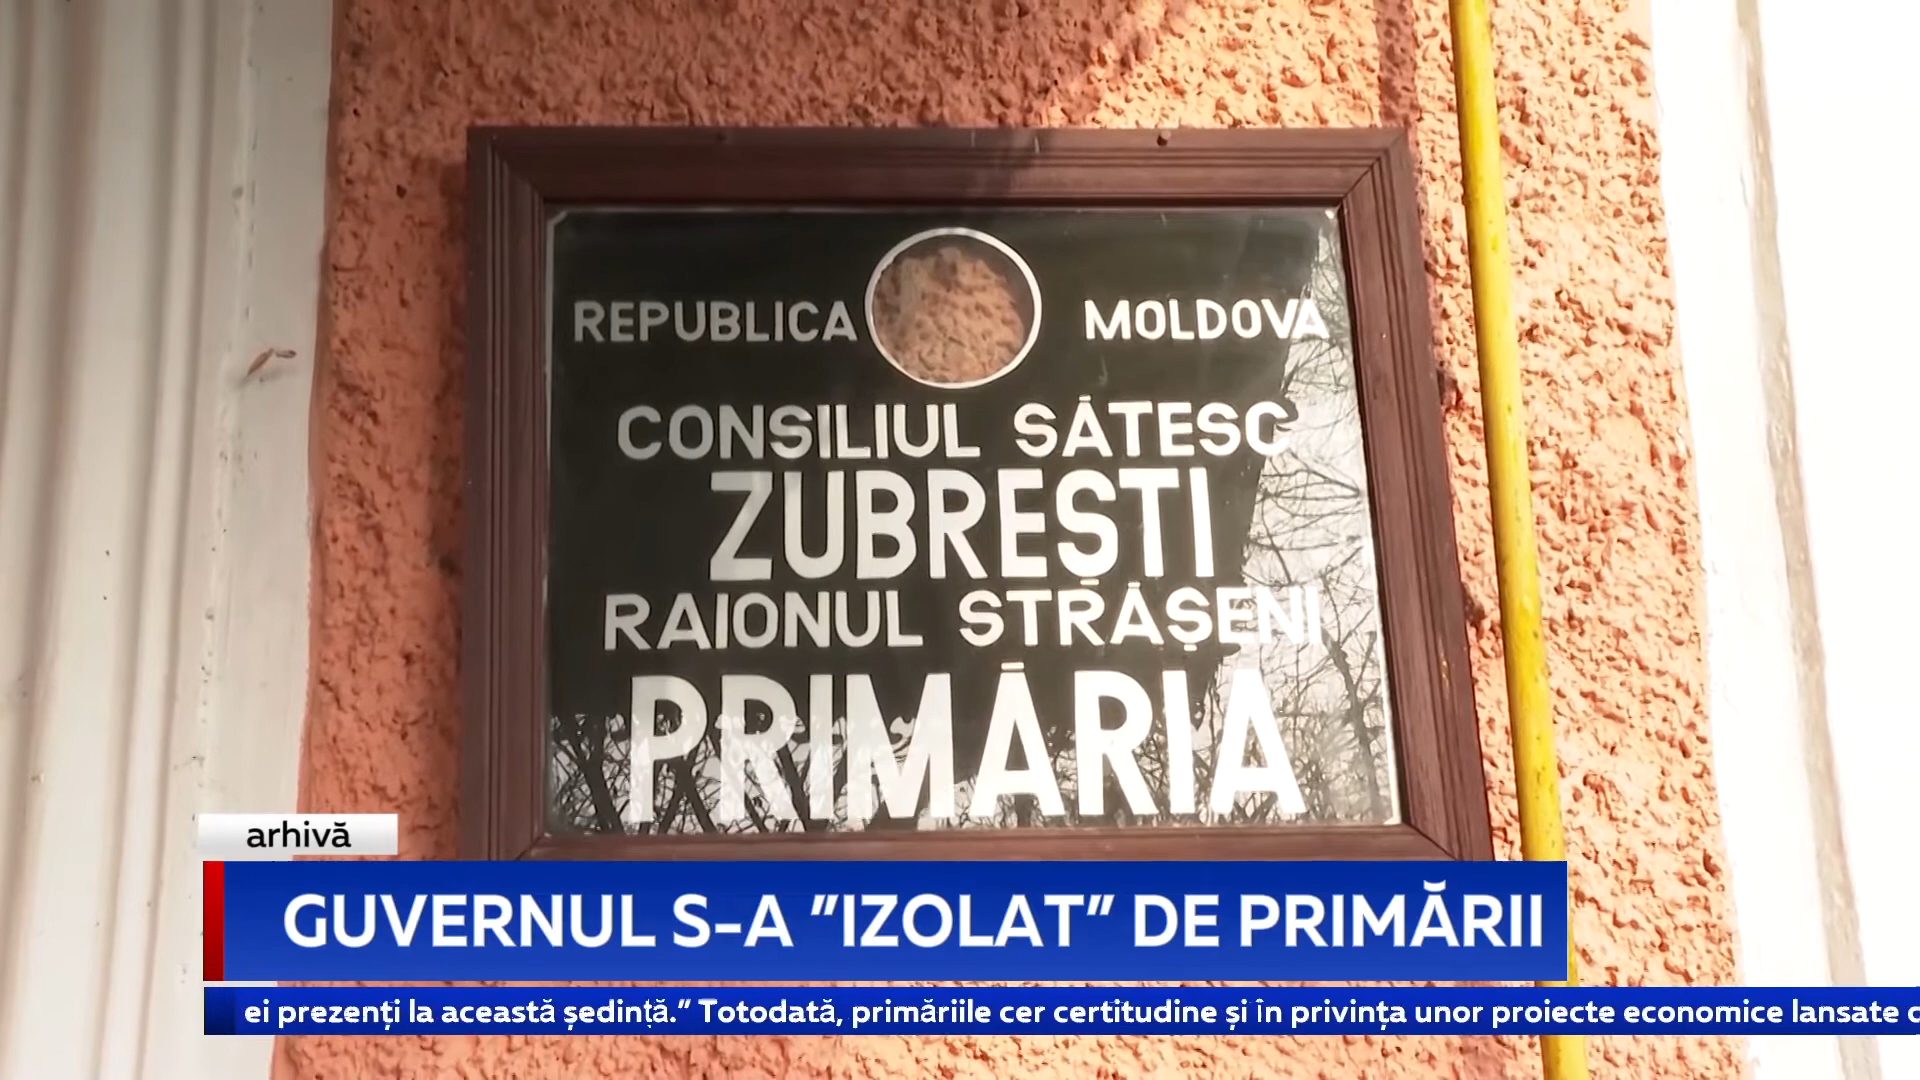 REPUBLICA MOLDOVA
CONSILIUL SĂTESC
ZUBREȘTI
RAIONUL STRĂȘENI
PRIMĂRIA
arhivă
GUVERNUL S-A ”IZOLAT” DE PRIMĂRII
ei prezenți la această ședință.” Totodată, primăriile cer certitudine și în privința unor proiecte economice lansate